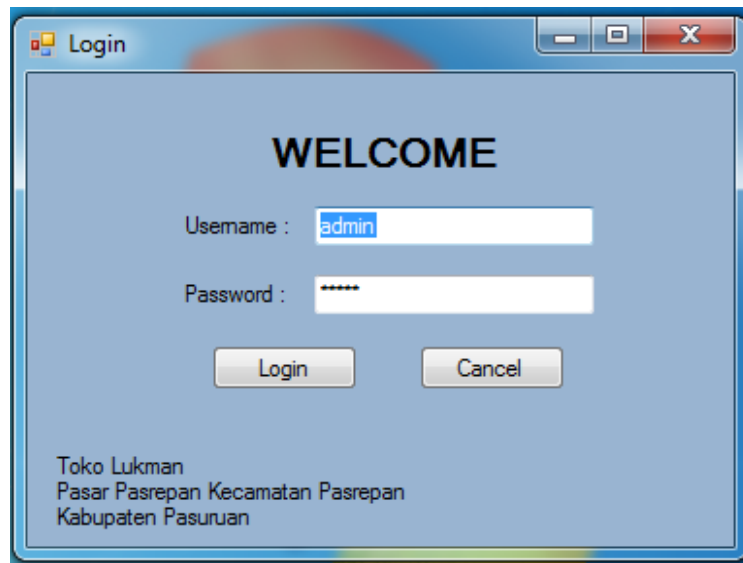 Login
WELCOME
Username : admin
Password : *****
Login Cancel
Toko Lukman
Pasar Pasrepan Kecamatan Pasrepan
Kabupaten Pasuruan